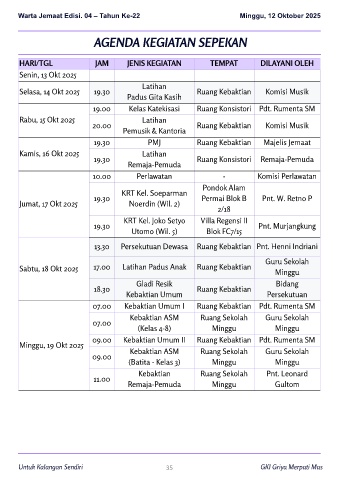 Warta Jemaat Edisi. 04 – Tahun Ke-22 Minggu, 12 Oktober 2025
AGENDA KEGIATAN SEPEKAN
HARI/TGL JAM JENIS KEGIATAN TEMPAT DILAYANI OLEH
Senin, 13 Okt 2025
Selasa, 14 Okt 2025 19.30 Latihan Padus Gita Kasih Ruang Kebaktian Komisi Musik
Rabu, 15 Okt 2025 19.00 Kelas Katekisasi Ruang Konsistori Pdt. Rumenta SM
20.00 Latihan Pemusik & Kantoria Ruang Kebaktian Komisi Musik
Kamis, 16 Okt 2025 19.30 PMJ Ruang Kebaktian Majelis Jemaat
19.30 Latihan Remaja-Pemuda Ruang Konsistori Remaja-Pemuda
Jumat, 17 Okt 2025 10.00 Perlawatan - Komisi Perlawatan
19.30 KRT Kel. Soeparman Noerdin (Wil. 2) Pondok Alam Permai Blok B 2/18 Pnt. W. Retno P
19.30 KRT Kel. Joko Setyo Utomo (Wil. 5) Villa Regensi II Blok FC7/15 Pnt. Murjangkung
Sabtu, 18 Okt 2025 13.30 Persekutuan Dewasa Ruang Kebaktian Pnt. Henni Indriani
17.00 Latihan Padus Anak Ruang Kebaktian Guru Sekolah Minggu
18.30 Gladi Resik Kebaktian Umum Ruang Kebaktian Bidang Persekutuan
Minggu, 19 Okt 2025 07.00 Kebaktian Umum I Ruang Kebaktian Pdt. Rumenta SM
07.00 Kebaktian ASM (Kelas 4-8) Ruang Sekolah Minggu Guru Sekolah Minggu
09.00 Kebaktian Umum II Ruang Kebaktian Pdt. Rumenta SM
09.00 Kebaktian ASM (Batita - Kelas 3) Ruang Sekolah Minggu Guru Sekolah Minggu
11.00 Kebaktian Remaja-Pemuda Ruang Sekolah Minggu Pnt. Leonard Gultom
Untuk Kalangan Sendiri 35 GKI Griya Merpati Mas